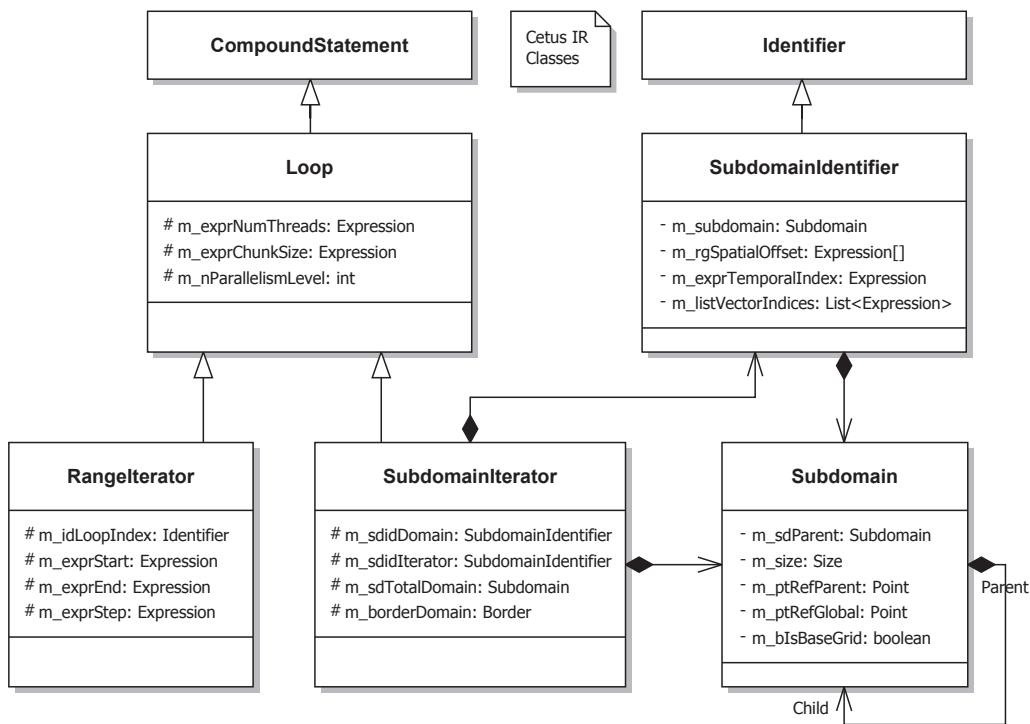 CompoundStatement
Cetus IR
Classes
Identifier
Loop
# m_exprNumThreads: Expression
# m_exprChunkSize: Expression
# m_nParallelismLevel: int
SubdomainIdentifier
- m_subdomain: Subdomain
- m_rgSpatialOffset: Expression[]
- m_exprTemporalIndex: Expression
- m_listVectorIndices: List<Expression>
RangeIterator
# m_idLoopIndex: Identifier
# m_exprStart: Expression
# m_exprEnd: Expression
# m_exprStep: Expression
SubdomainIterator
# m_sdidDomain: SubdomainIdentifier
# m_sdidIterator: SubdomainIdentifier
# m_sdTotalDomain: Subdomain
# m_borderDomain: Border
Subdomain
- m_sdParent: Subdomain
- m_size: Size
- m_ptRefParent: Point
- m_ptRefGlobal: Point
- m_bIsBaseGrid: boolean
Parent
Child